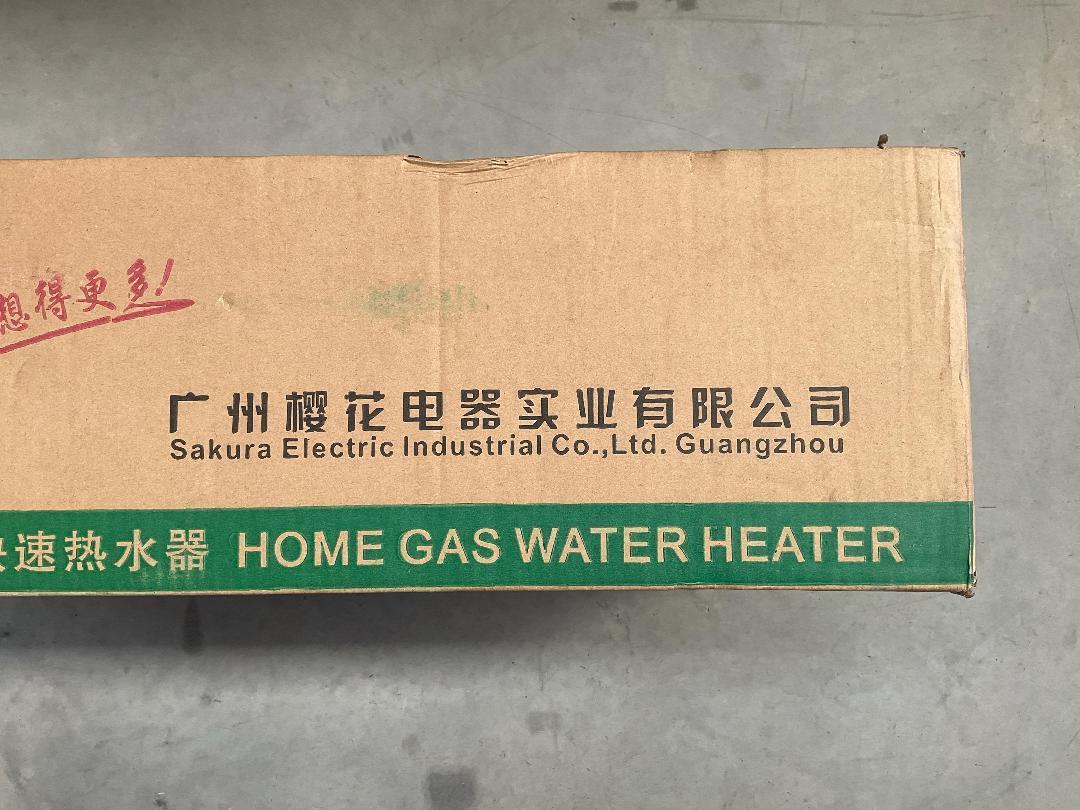 想得更多!
广州樱花电器实业有限公司
Sakura Electric Industrial Co.,Ltd. Guangzhou
快速热水器 HOME GAS WATER HEATER